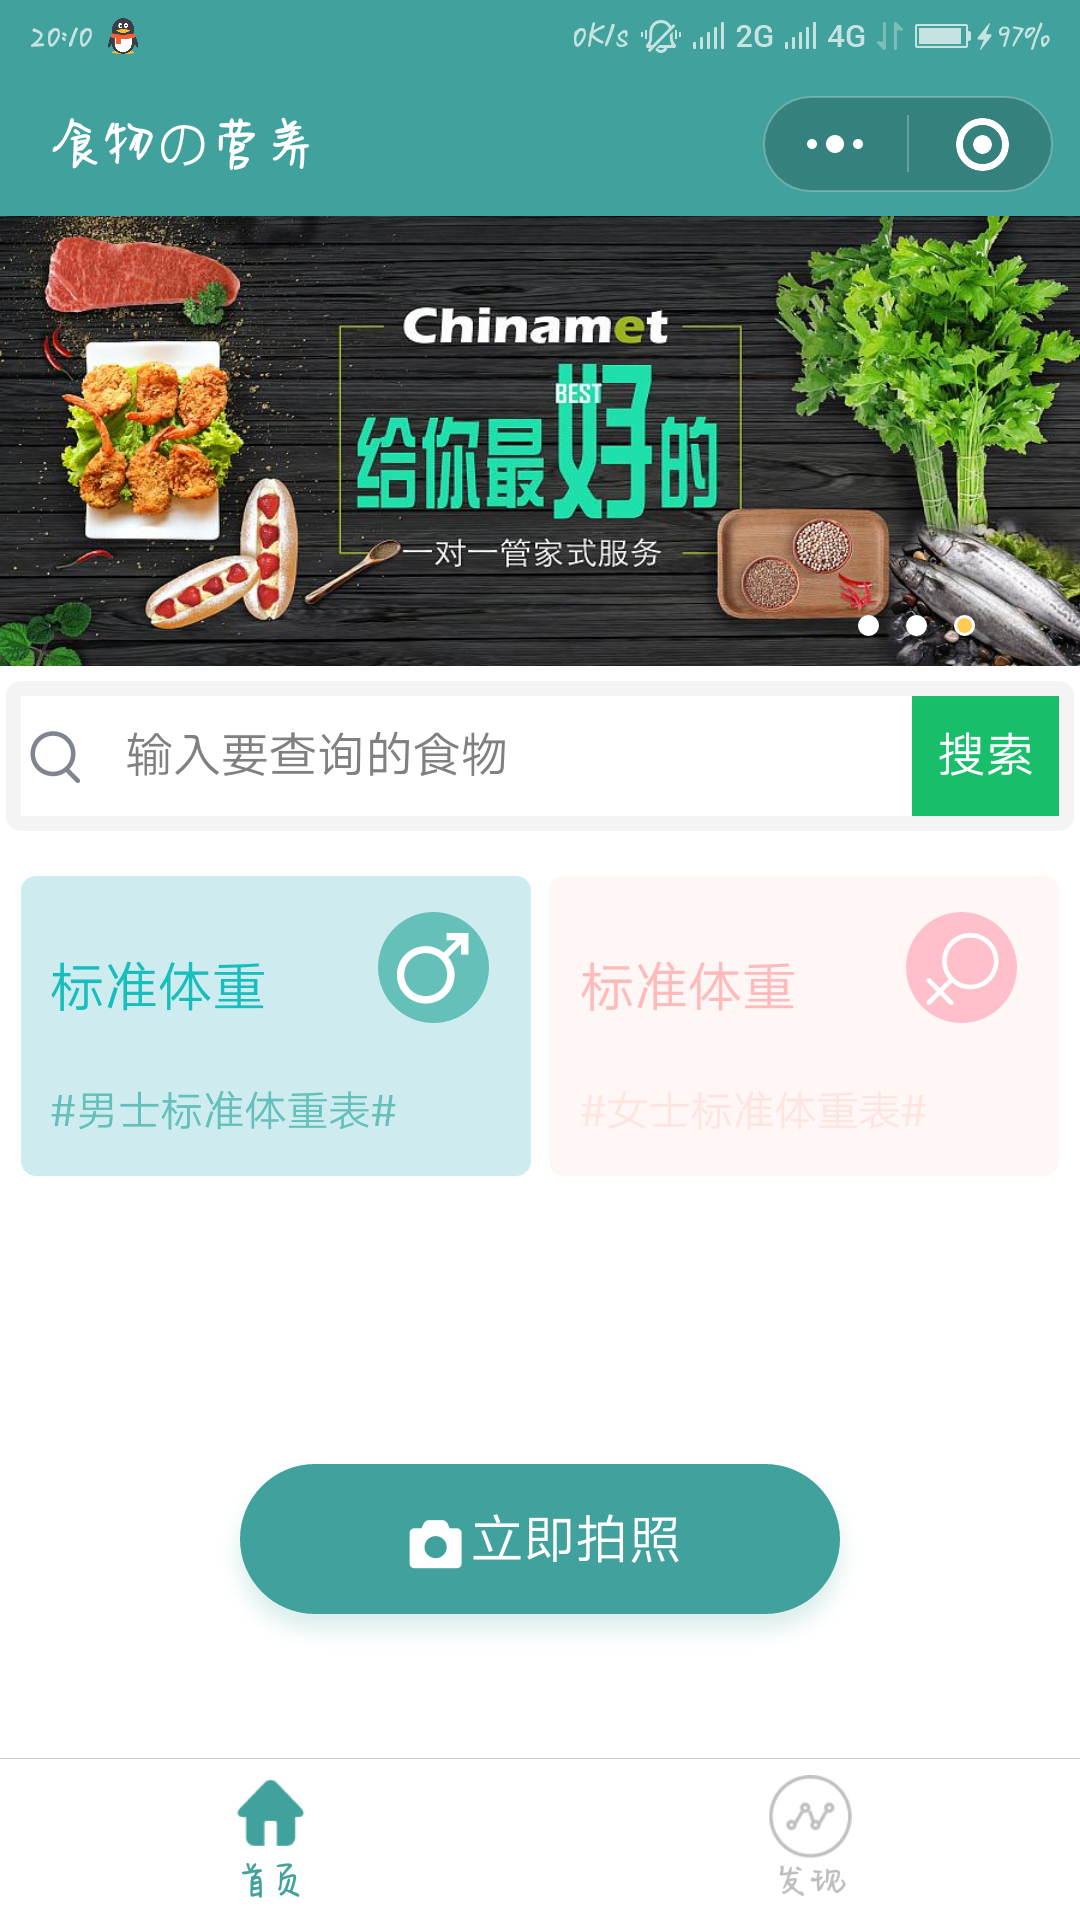 20:10 0K/s 2G 4G 97%
食物の营养
Chinamet
BEST
给你最好的
一对一管家式服务
输入要查询的食物 搜索
标准体重 标准体重
#男士标准体重表# #女士标准体重表#
立即拍照
首页 发现